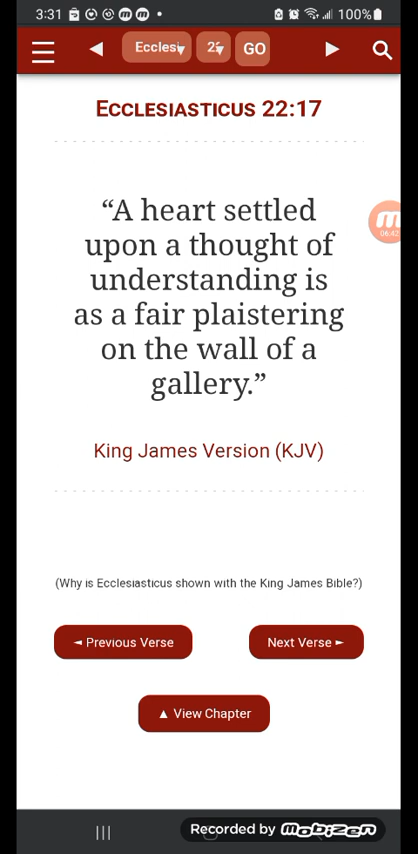 3:31 100%
Ecclesi 22 GO
ECCLESIASTICUS 22:17
“A heart settled
upon a thought of
understanding is
as a fair plaistering
on the wall of a
gallery.”
06:42
King James Version (KJV)
(Why is Ecclesiasticus shown with the King James Bible?)
◄ Previous Verse Next Verse ►
▲ View Chapter
Recorded by mobizen